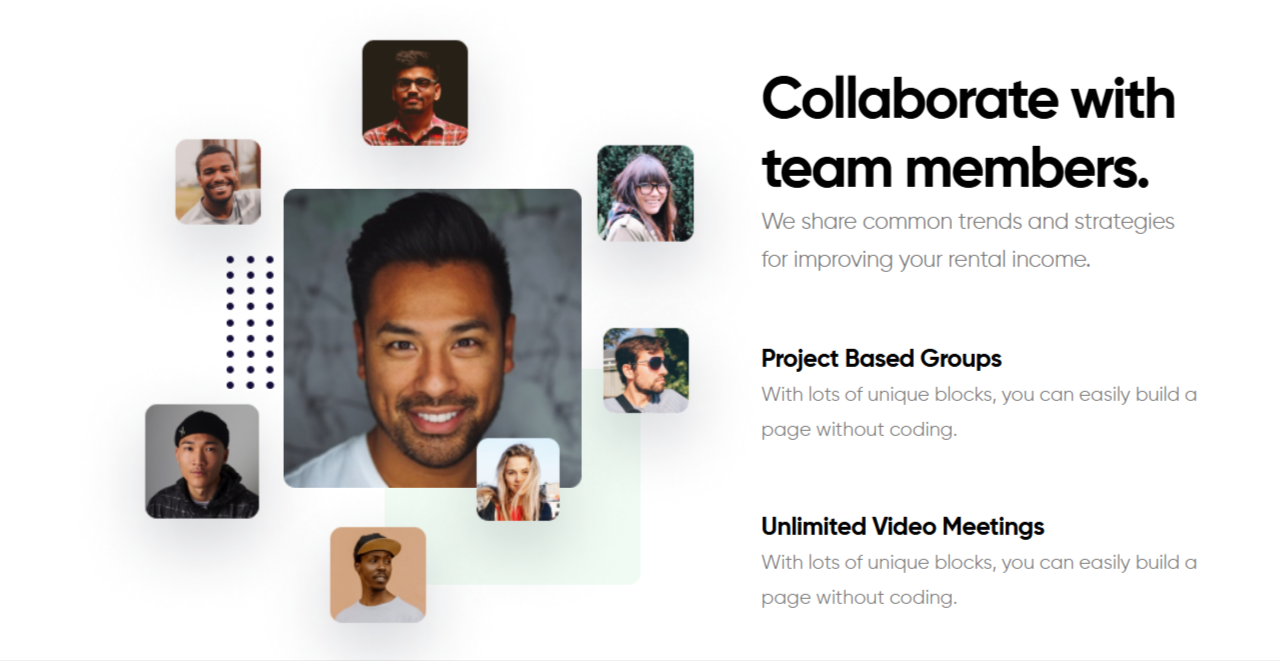 Collaborate with
team members.
We share common trends and strategies
for improving your rental income.
Project Based Groups
With lots of unique blocks, you can easily build a
page without coding.
Unlimited Video Meetings
With lots of unique blocks, you can easily build a
page without coding.